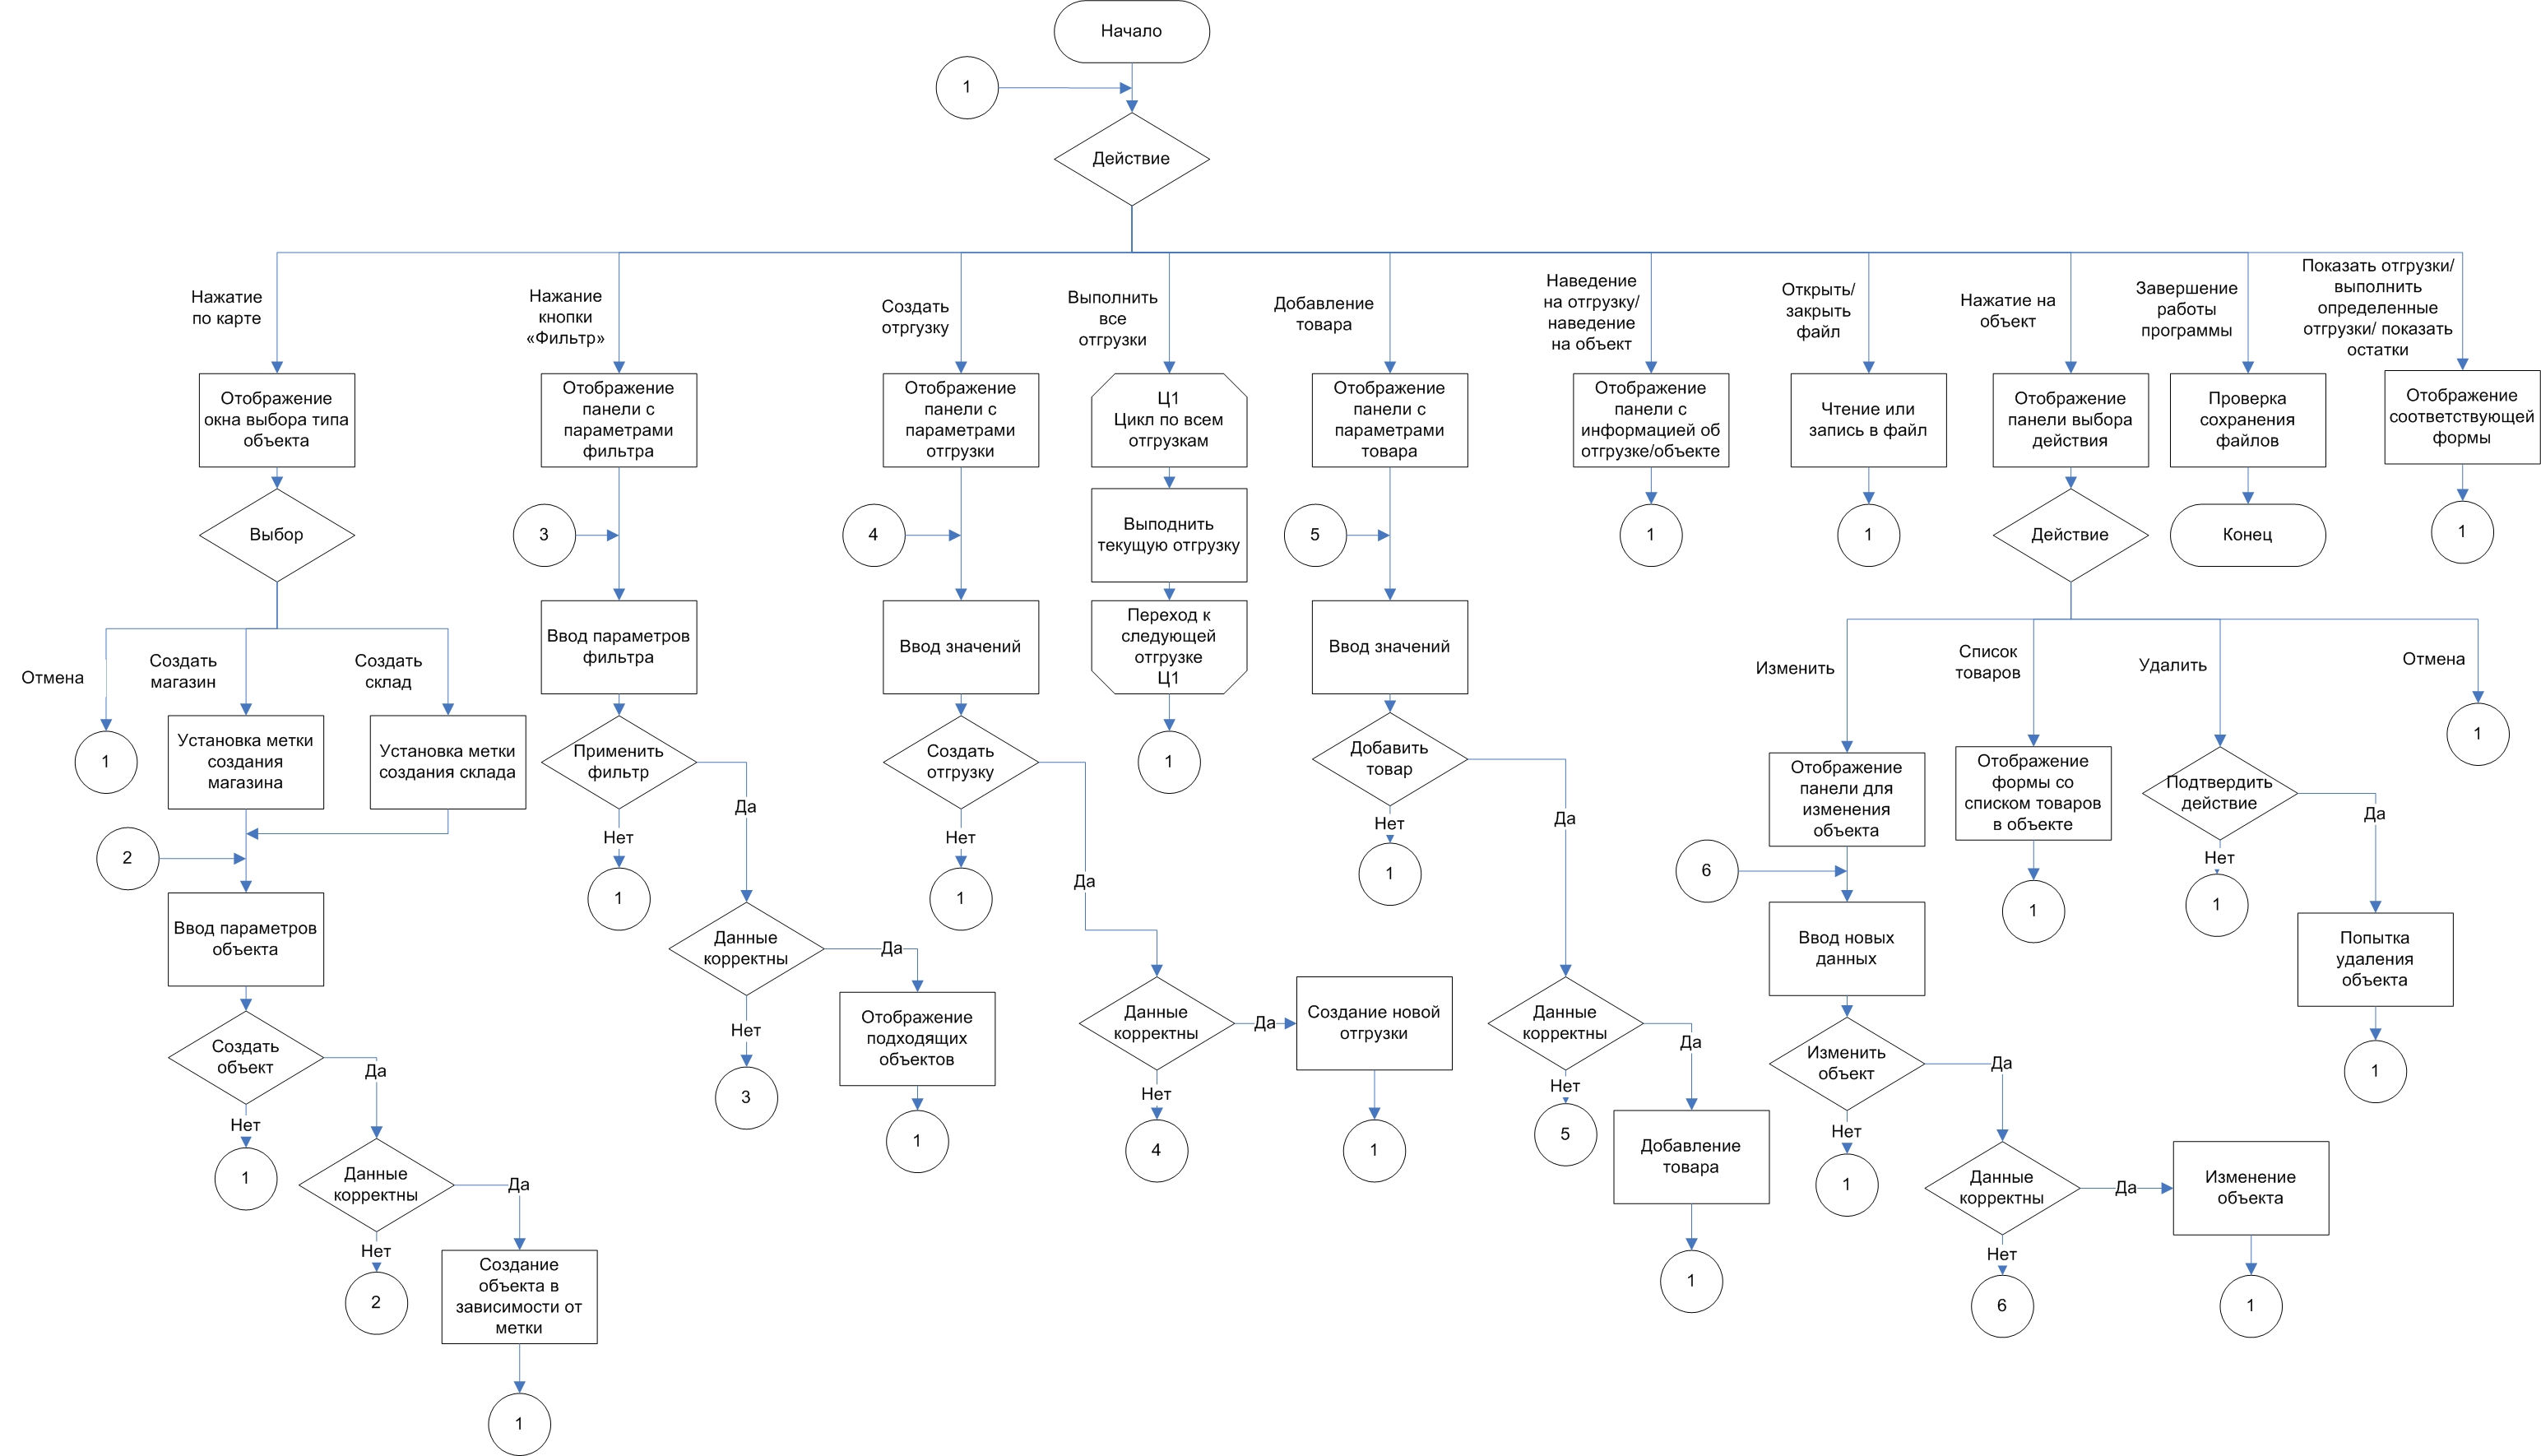 Начало
1
Действие
Нажатие
по карте
Нажание
кнопки
«Фильтр»
Создать
отргузку
Выполнить
все
отгрузки
Добавление
товара
Наведение
на отгрузку/
наведение
на объект
Открыть/
закрыть
файл
Нажатие на
объект
Завершение
работы
программы
Показать отгрузки/
выполнить
определенные
отгрузки/ показать
остатки
Отображение
окна выбора типа
объекта
Отображение
панели с
параметрами
фильтра
Отображение
панели с
параметрами
отгрузки
Ц1
Цикл по всем
отгрузкам
Отображение
панели с
параметрами
товара
Отображение
панели с
информацией об
отгрузке/объекте
Чтение или
запись в файл
Отображение
панели выбора
действия
Проверка
сохранения
файлов
Отображение
соответствующей
формы
Выбор
3
4
Выподнить
текущую отгрузку
5
1
1
Действие
Конец
1
Отмена
Создать
магазин
Создать
склад
Ввод параметров
фильтра
Ввод значений
Переход к
следующей
отгрузке
Ц1
Ввод значений
Изменить
Список
товаров
Удалить
Отмена
1
Установка метки
создания
магазина
Установка метки
создания склада
Применить
фильтр
Создать
отгрузку
1
Добавить
товар
Отображение
панели для
изменения
объекта
Отображение
формы со
списком товаров
в объекте
Подтвердить
действие
1
Да
Нет
Нет
Да
Нет
Да
Да
Нет
2
1
1
Да
1
6
1
1
Ввод параметров
объекта
Данные
корректны
Да
Ввод новых
данных
Попытка
удаления
объекта
Создать
объект
Да
Нет
Отображение
подходящих
объектов
Данные
корректны
Да
Создание новой
отгрузки
Данные
корректны
Да
Изменить
объект
Да
1
Нет
3
1
Нет
4
1
Нет
5
Добавление
товара
Нет
1
1
Данные
корректны
Да
Данные
корректны
Да
Изменение
объекта
Нет
2
Создание
объекта в
зависимости от
метки
1
Нет
6
1
1